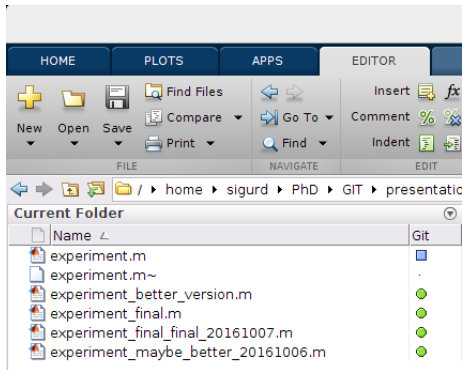 HOME PLOTS APPS EDITOR
Find Files Insert fx
New Open Save Compare Go To Comment %
Print Find Indent
FILE NAVIGATE EDIT
/ home sigurd PhD GIT presentatio
Current Folder
Name Git
experiment.m
experiment.m~
experiment_better_version.m
experiment_final.m
experiment_final_final_20161007.m
experiment_maybe_better_20161006.m